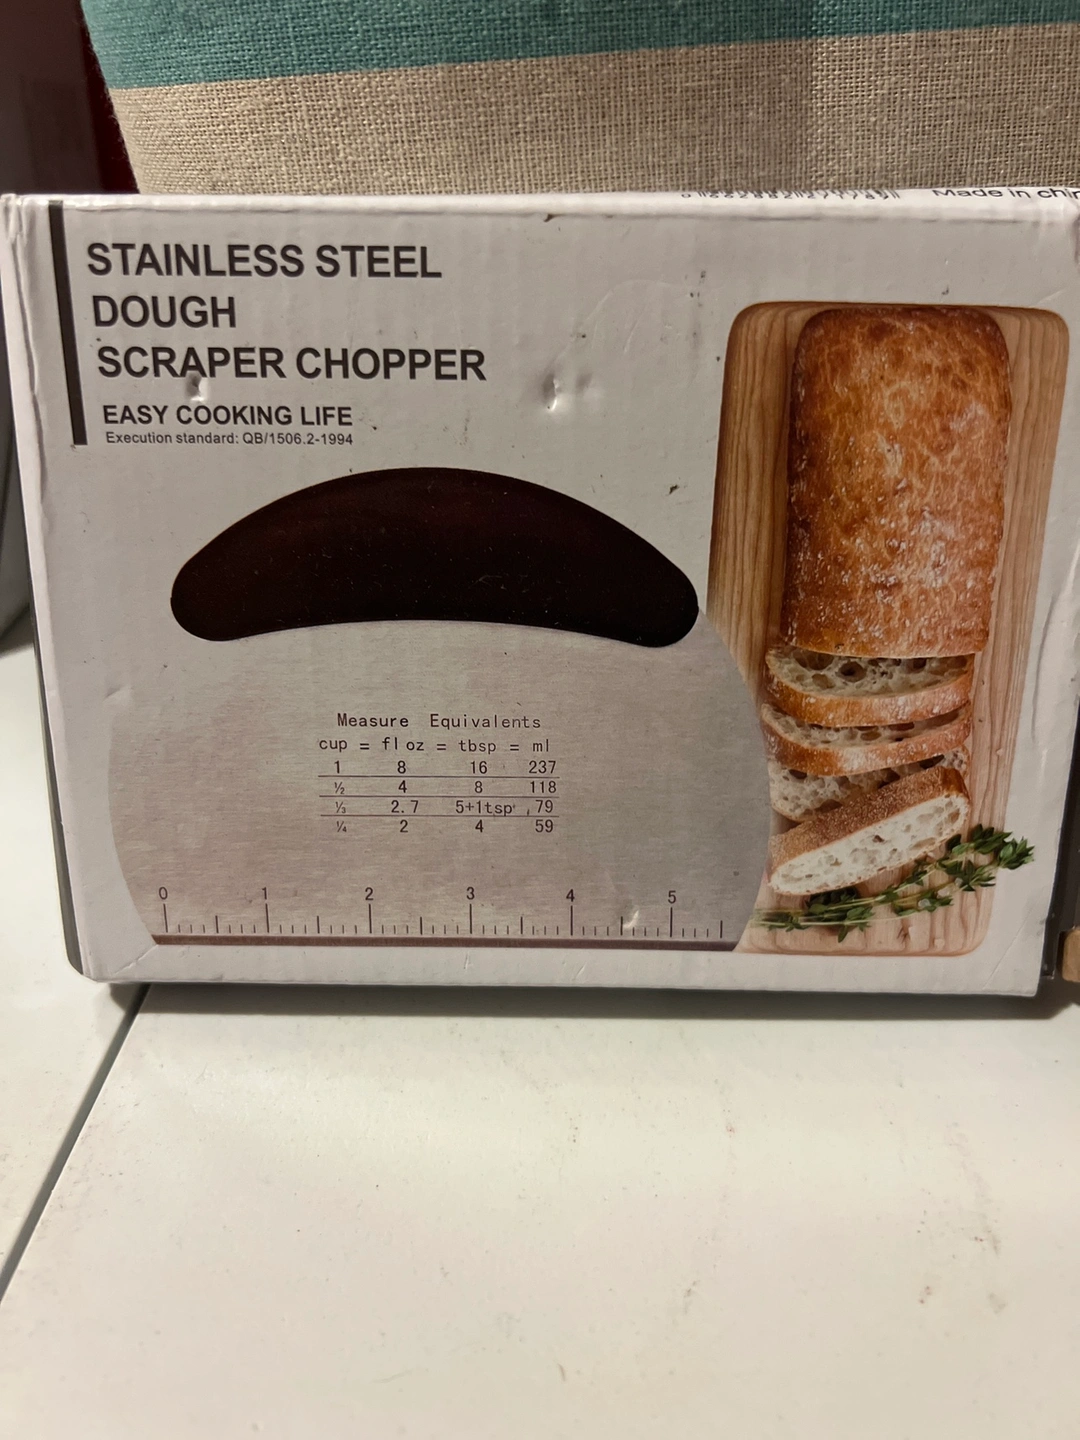 Made in
STAINLESS STEEL
DOUGH
SCRAPER CHOPPER
EASY COOKING LIFE
Execution standard: QB/1506.2-1994
Measure Equivalents
cup = fl oz = tbsp = ml
1 8 16 237
½ 4 8 118
⅓ 2.7 5+1tsp 79
¼ 2 4 59
0 1 2 3 4 5